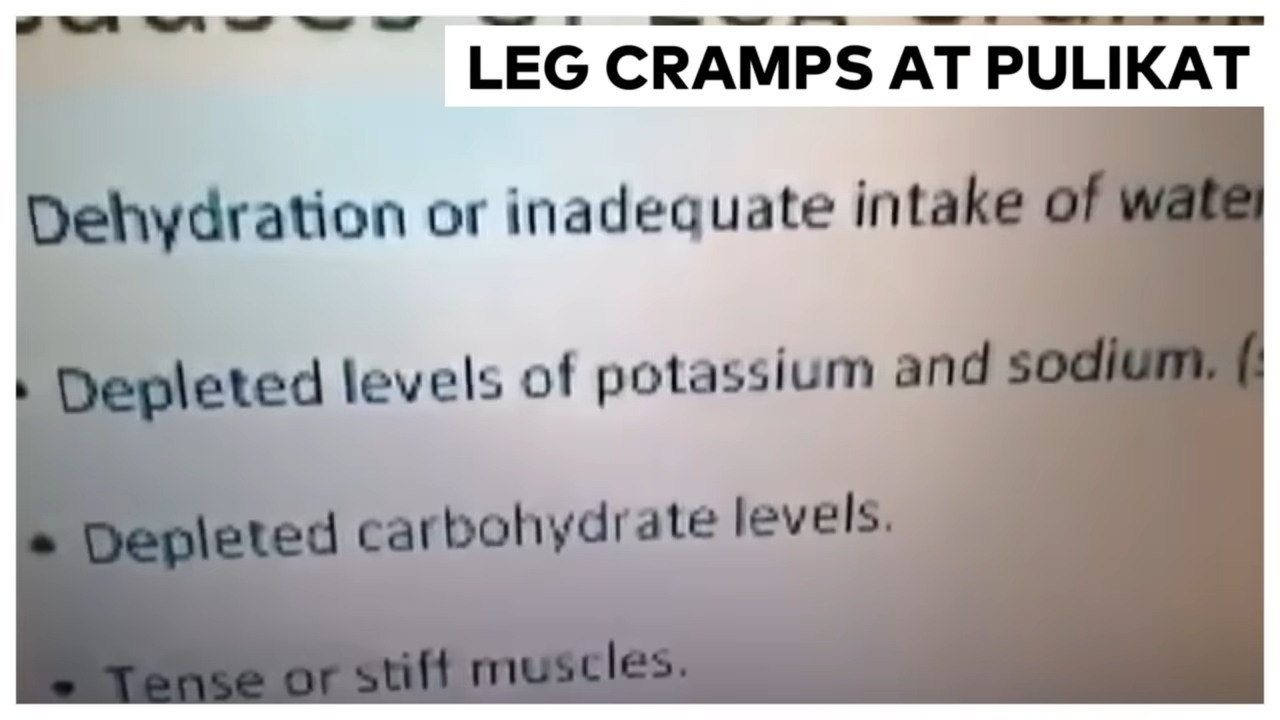 LEG CRAMPS AT PULIKAT
Dehydration or inadequate intake of water
• Depleted levels of potassium and sodium. (
• Depleted carbohydrate levels.
• Tense or stiff muscles.